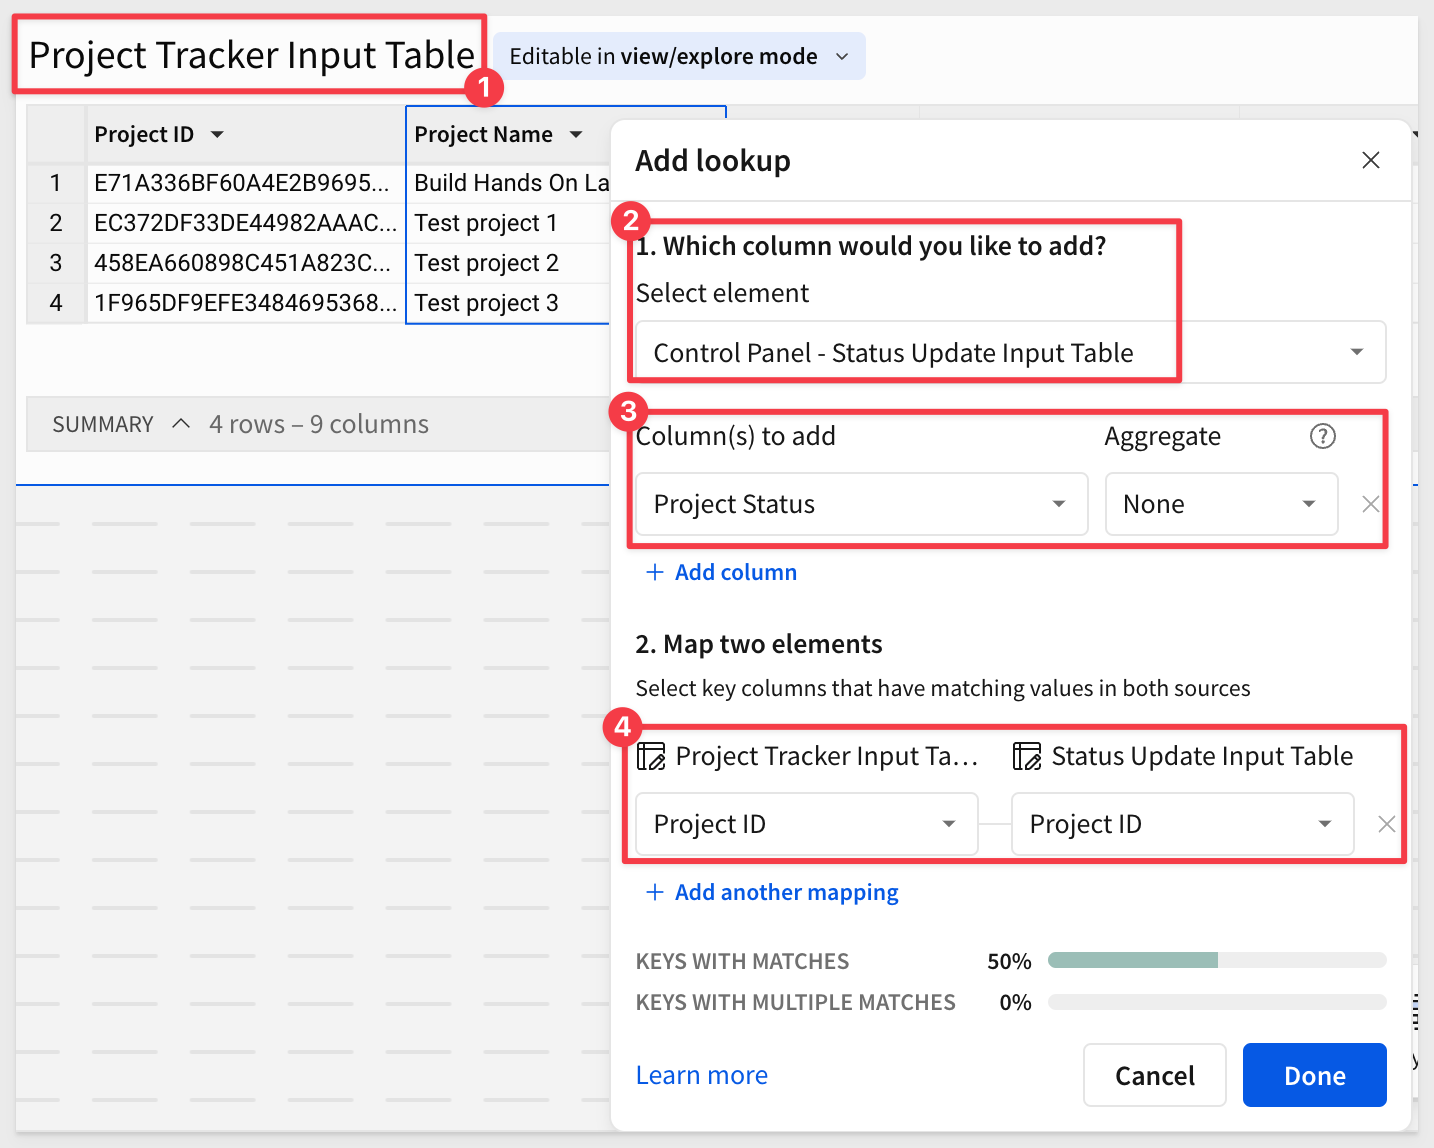 Project Tracker Input Table
1
Editable in view/explore mode
Project ID
Project Name
1 E71A336BF60A4E2B9695... Build Hands On La
2 EC372DF33DE44982AAAC... Test project 1
3 458EA660898C451A823C... Test project 2
4 1F965DF9EFE3484695368... Test project 3
SUMMARY 4 rows – 9 columns
Add lookup
2
1. Which column would you like to add?
Select element
Control Panel - Status Update Input Table
3
Column(s) to add Aggregate ?
Project Status None
+ Add column
2. Map two elements
Select key columns that have matching values in both sources
4
Project Tracker Input Ta... Status Update Input Table
Project ID Project ID
+ Add another mapping
KEYS WITH MATCHES 50%
KEYS WITH MULTIPLE MATCHES 0%
Learn more Cancel Done